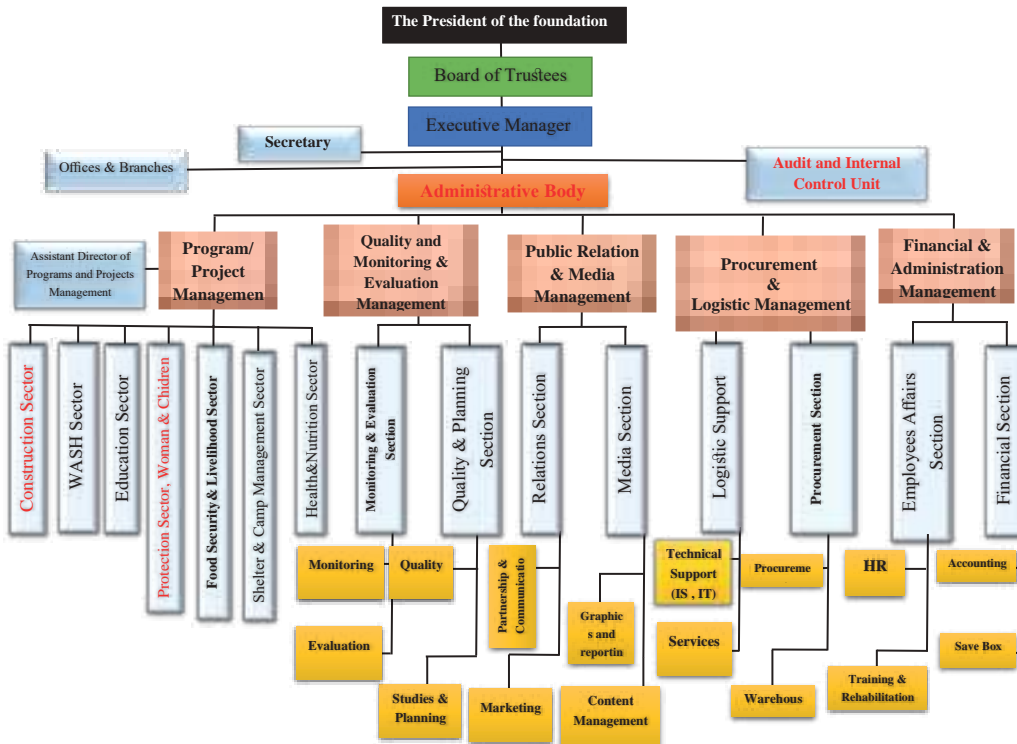 The President of the foundation
Board of Trustees
Executive Manager
Secretary
Offices & Branches
Audit and Internal
Control Unit
Administrative Body
Assistant Director of
Programs and Projects
Management
Program/
Project
Managemen
Quality and
Monitoring &
Evaluation
Management
Public Relation
& Media
Management
Procurement
&
Logistic Management
Financial &
Administration
Management
Construction Sector
WASH Sector
Education Sector
Protection Sector, Woman & Chidren
Food Security & Livelihood Sector
Shelter & Camp Management Sector
Health&Nutrition Sector
Monitoring & Evaluation
Section
Quality & Planning
Section
Relations Section
Media Section
Logistic Support
Procurement Section
Employees Affairs
Section
Financial Section
Monitoring
Quality
Partnership &
Communicatio
Technical
Support
(IS , IT)
Procureme
HR
Accounting
Evaluation
Graphic
s and
reportin
Services
Save Box
Studies &
Planning
Marketing
Content
Management
Warehous
Training &
Rehabilitation